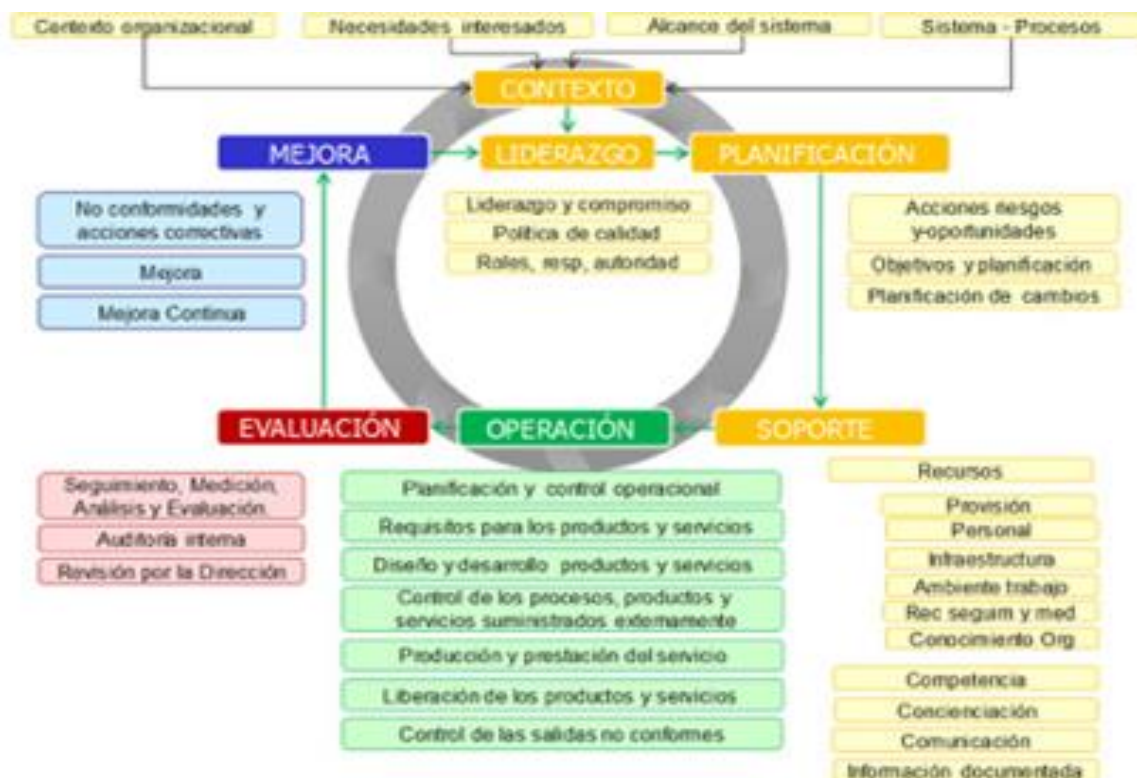 Contexto organizacional
Necesidades interesados
Alcance del sistema
Sistema - Procesos
CONTEXTO
MEJORA
LIDERAZGO
PLANIFICACIÓN
No conformidades y
acciones correctivas
Mejora
Mejora Continua
Liderazgo y compromiso
Política de calidad
Roles, resp, autoridad
Acciones riesgos
y-oportunidades
Objetivos y planificación
Planificación de cambios
EVALUACIÓN
OPERACIÓN
SOPORTE
Seguimiento, Medición,
Análisis y Evaluación.
Auditoría interna
Revisión por la Dirección
Planificación y control operacional
Requisitos para los productos y servicios
Diseño y desarrollo productos y servicios
Control de los procesos, productos y
servicios suministrados externamente
Producción y prestación del servicio
Liberación de los productos y servicios
Control de las salidas no conformes
Recursos
Provisión
Personal
Infraestructura
Ambiente trabajo
Rec seguim y med
Conocimiento Org
Competencia
Concienciación
Comunicación
Información documentada